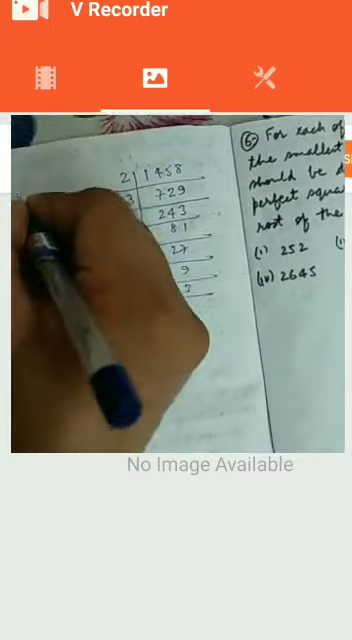 V Recorder
2 1458
3 729
243
81
27
9
3
6 For each of
the smallest
should be
perfect squa
root of the
(i) 252
(iv) 2645
No Image Available